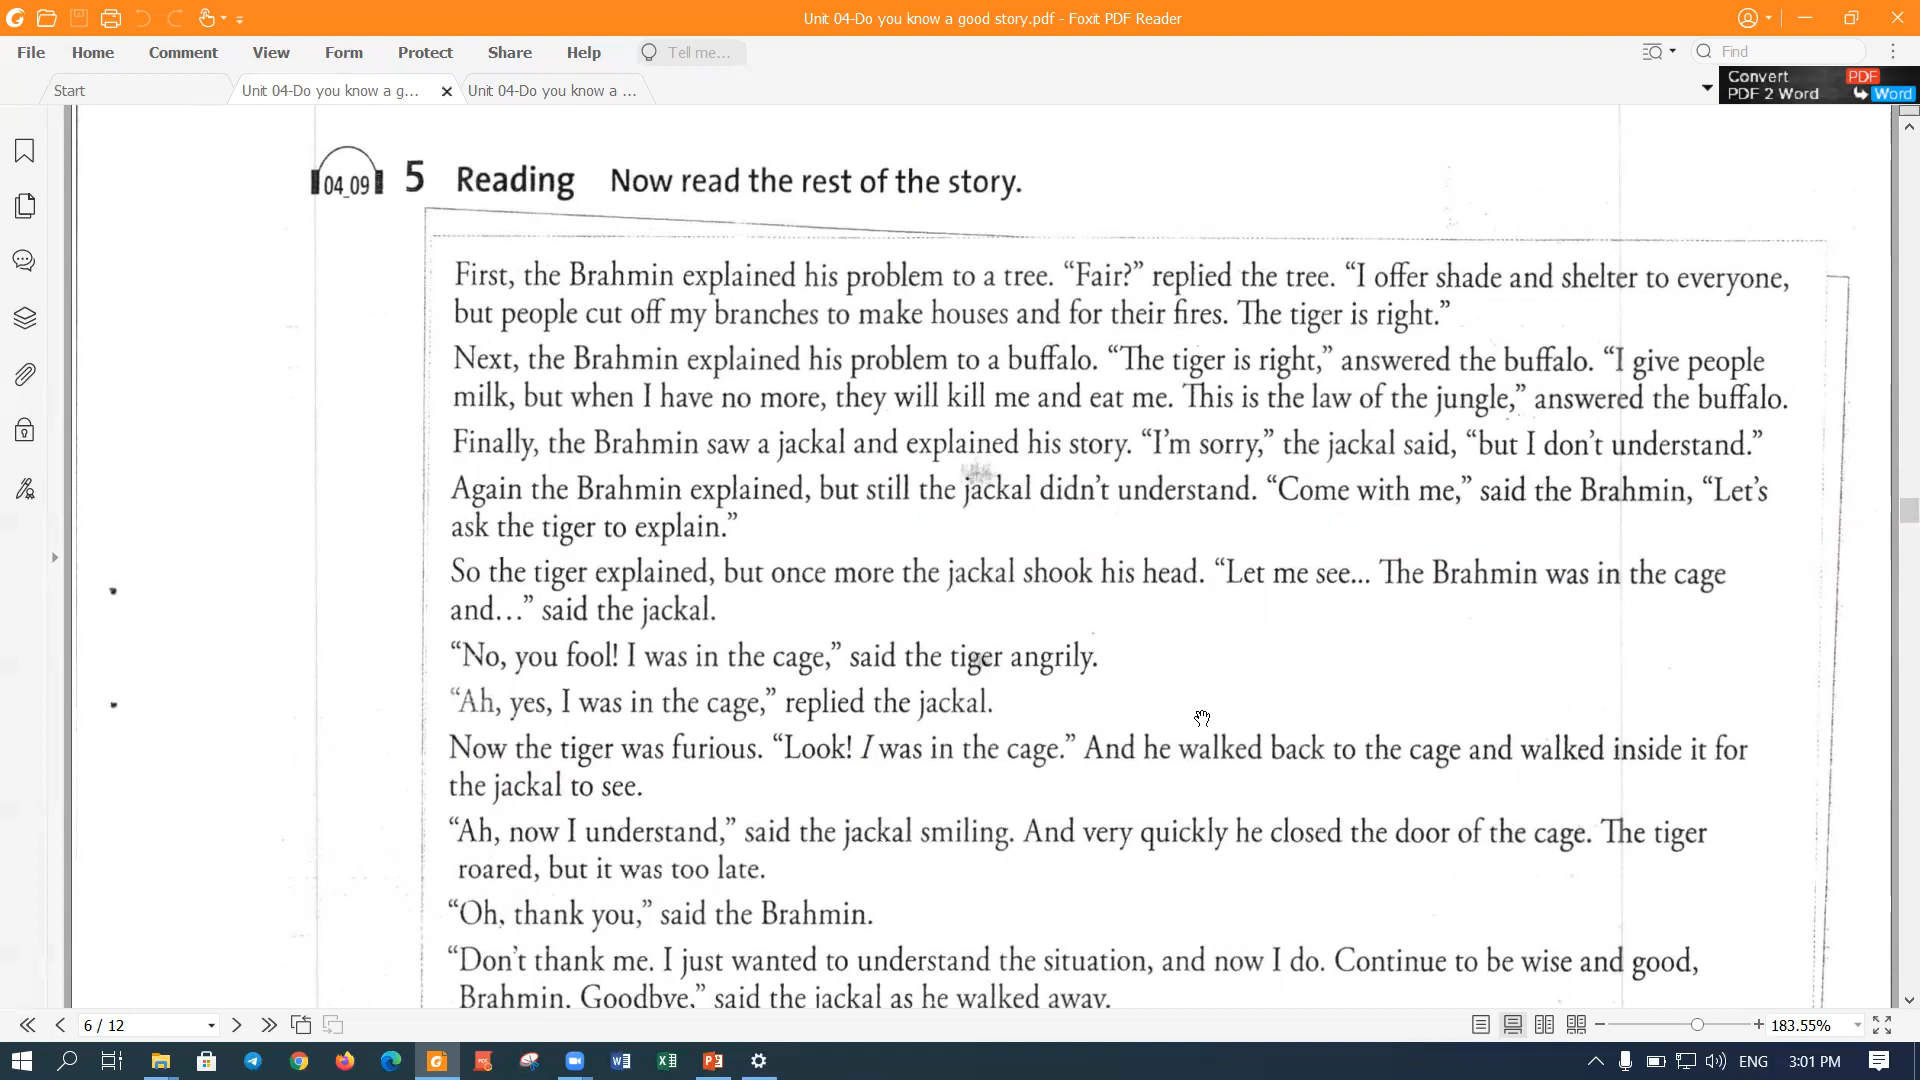 Unit 04-Do you know a good story.pdf - Foxit PDF Reader
File Home Comment View Form Protect Share Help Tell me... Find
Start Unit 04-Do you know a g... Unit 04-Do you know a ...
Convert PDF
PDF 2 Word Word
04_09 5 Reading Now read the rest of the story.
First, the Brahmin explained his problem to a tree. “Fair?” replied the tree. “I offer shade and shelter to everyone,
but people cut off my branches to make houses and for their fires. The tiger is right.”
Next, the Brahmin explained his problem to a buffalo. “The tiger is right,” answered the buffalo. “I give people
milk, but when I have no more, they will kill me and eat me. This is the law of the jungle,” answered the buffalo.
Finally, the Brahmin saw a jackal and explained his story. “I’m sorry,” the jackal said, “but I don’t understand.”
Again the Brahmin explained, but still the jackal didn’t understand. “Come with me,” said the Brahmin, “Let’s
ask the tiger to explain.”
So the tiger explained, but once more the jackal shook his head. “Let me see... The Brahmin was in the cage
and…” said the jackal.
“No, you fool! I was in the cage,” said the tiger angrily.
“Ah, yes, I was in the cage,” replied the jackal.
Now the tiger was furious. “Look! I was in the cage.” And he walked back to the cage and walked inside it for
the jackal to see.
“Ah, now I understand,” said the jackal smiling. And very quickly he closed the door of the cage. The tiger
roared, but it was too late.
“Oh, thank you,” said the Brahmin.
“Don’t thank me. I just wanted to understand the situation, and now I do. Continue to be wise and good,
Brahmin. Goodbye,” said the jackal as he walked away.
6 / 12 183.55%
ENG 3:01 PM